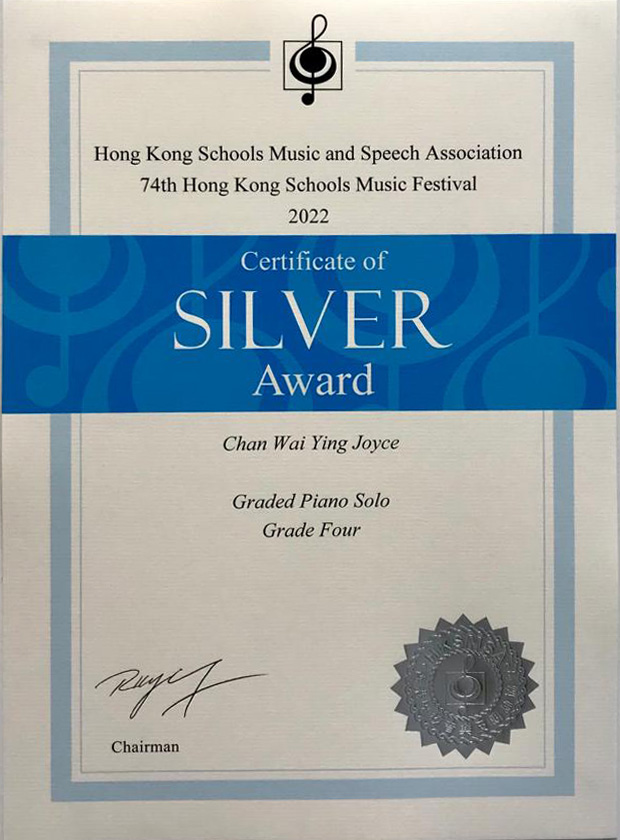 Hong Kong Schools Music and Speech Association
74th Hong Kong Schools Music Festival
2022
Certificate of
SILVER
Award
Chan Wai Ying Joyce
Graded Piano Solo
Grade Four
Chairman